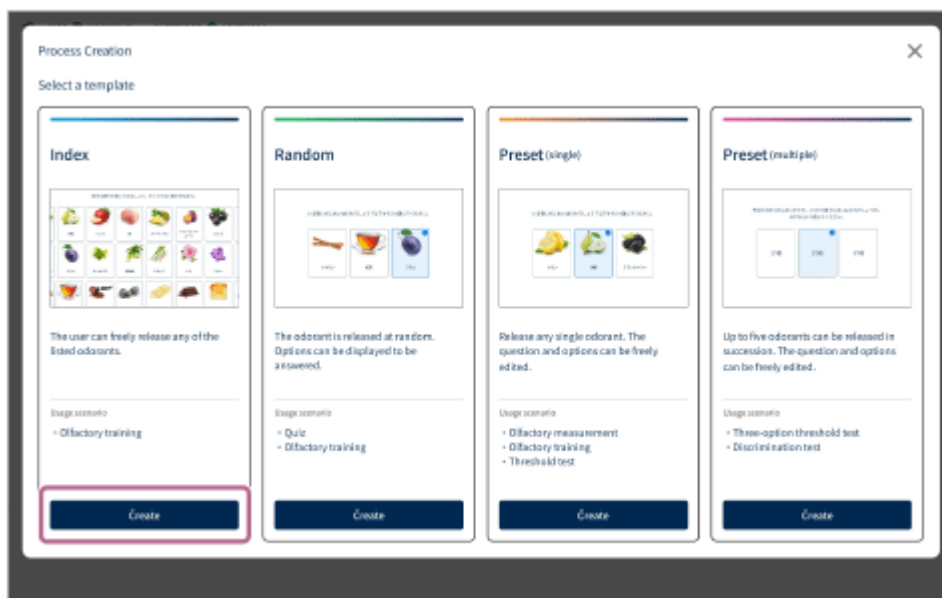 Process Creation
Select a template
Index
The user can freely release any of the
listed odorants.
Usage scenario
• Olfactory training
Create
Random
The odorant is released at random.
Options can be displayed to be
answered.
Usage scenario
• Quiz
• Olfactory training
Create
Preset (single)
Release any single odorant. The
question and options can be freely
edited.
Usage scenario
• Olfactory measurement
• Olfactory training
• Threshold test
Create
Preset (multiple)
Up to five odorants can be released in
succession. The question and options
can be freely edited.
Usage scenario
• Three-option threshold test
• Discrimination test
Create